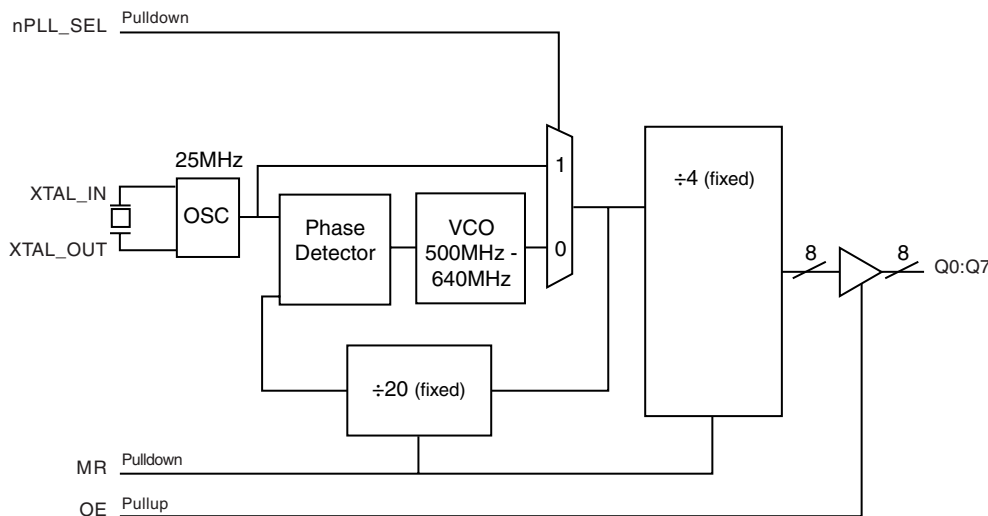 nPLL_SEL Pulldown
25MHz
XTAL_IN
OSC
XTAL_OUT
Phase
Detector
VCO
500MHz -
640MHz
1
0
÷4 (fixed)
8
8
Q0:Q7
÷20 (fixed)
MR Pulldown
OE Pullup